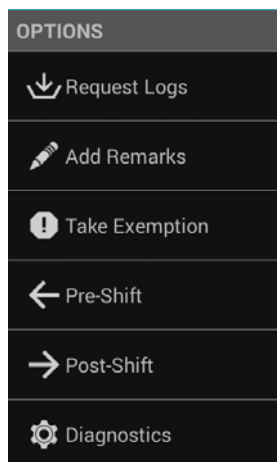 OPTIONS
Request Logs
Add Remarks
Take Exemption
Pre-Shift
Post-Shift
Diagnostics